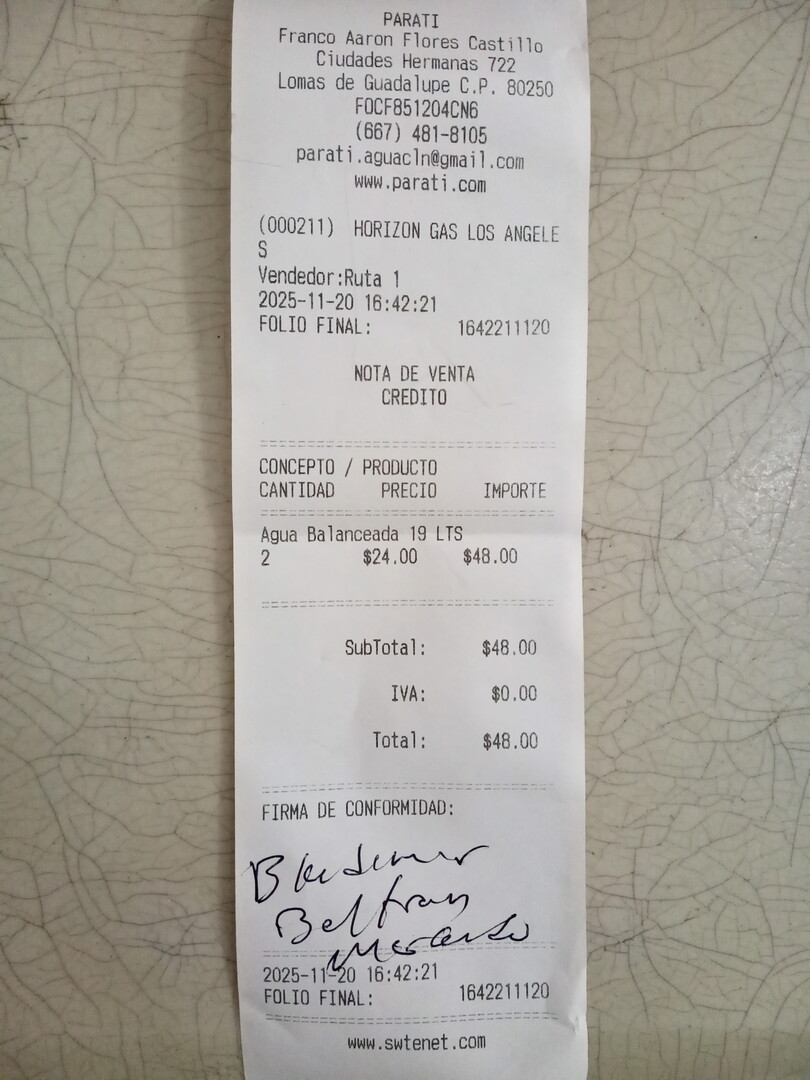 PARATI
Franco Aaron Flores Castillo
Ciudades Hermanas 722
Lomas de Guadalupe C.P. 80250
FOCF851204CN6
(667) 481-8105
parati.aguacln@gmail.com
www.parati.com
(000211) HORIZON GAS LOS ANGELE
S
Vendedor:Ruta 1
2025-11-20 16:42:21
FOLIO FINAL: 1642211120
NOTA DE VENTA
CREDITO
CONCEPTO / PRODUCTO
CANTIDAD PRECIO IMPORTE
Agua Balanceada 19 LTS
2 $24.00 $48.00
SubTotal: $48.00
IVA: $0.00
Total: $48.00
FIRMA DE CONFORMIDAD:
Beltran
2025-11-20 16:42:21
FOLIO FINAL: 1642211120
www.swtenet.com